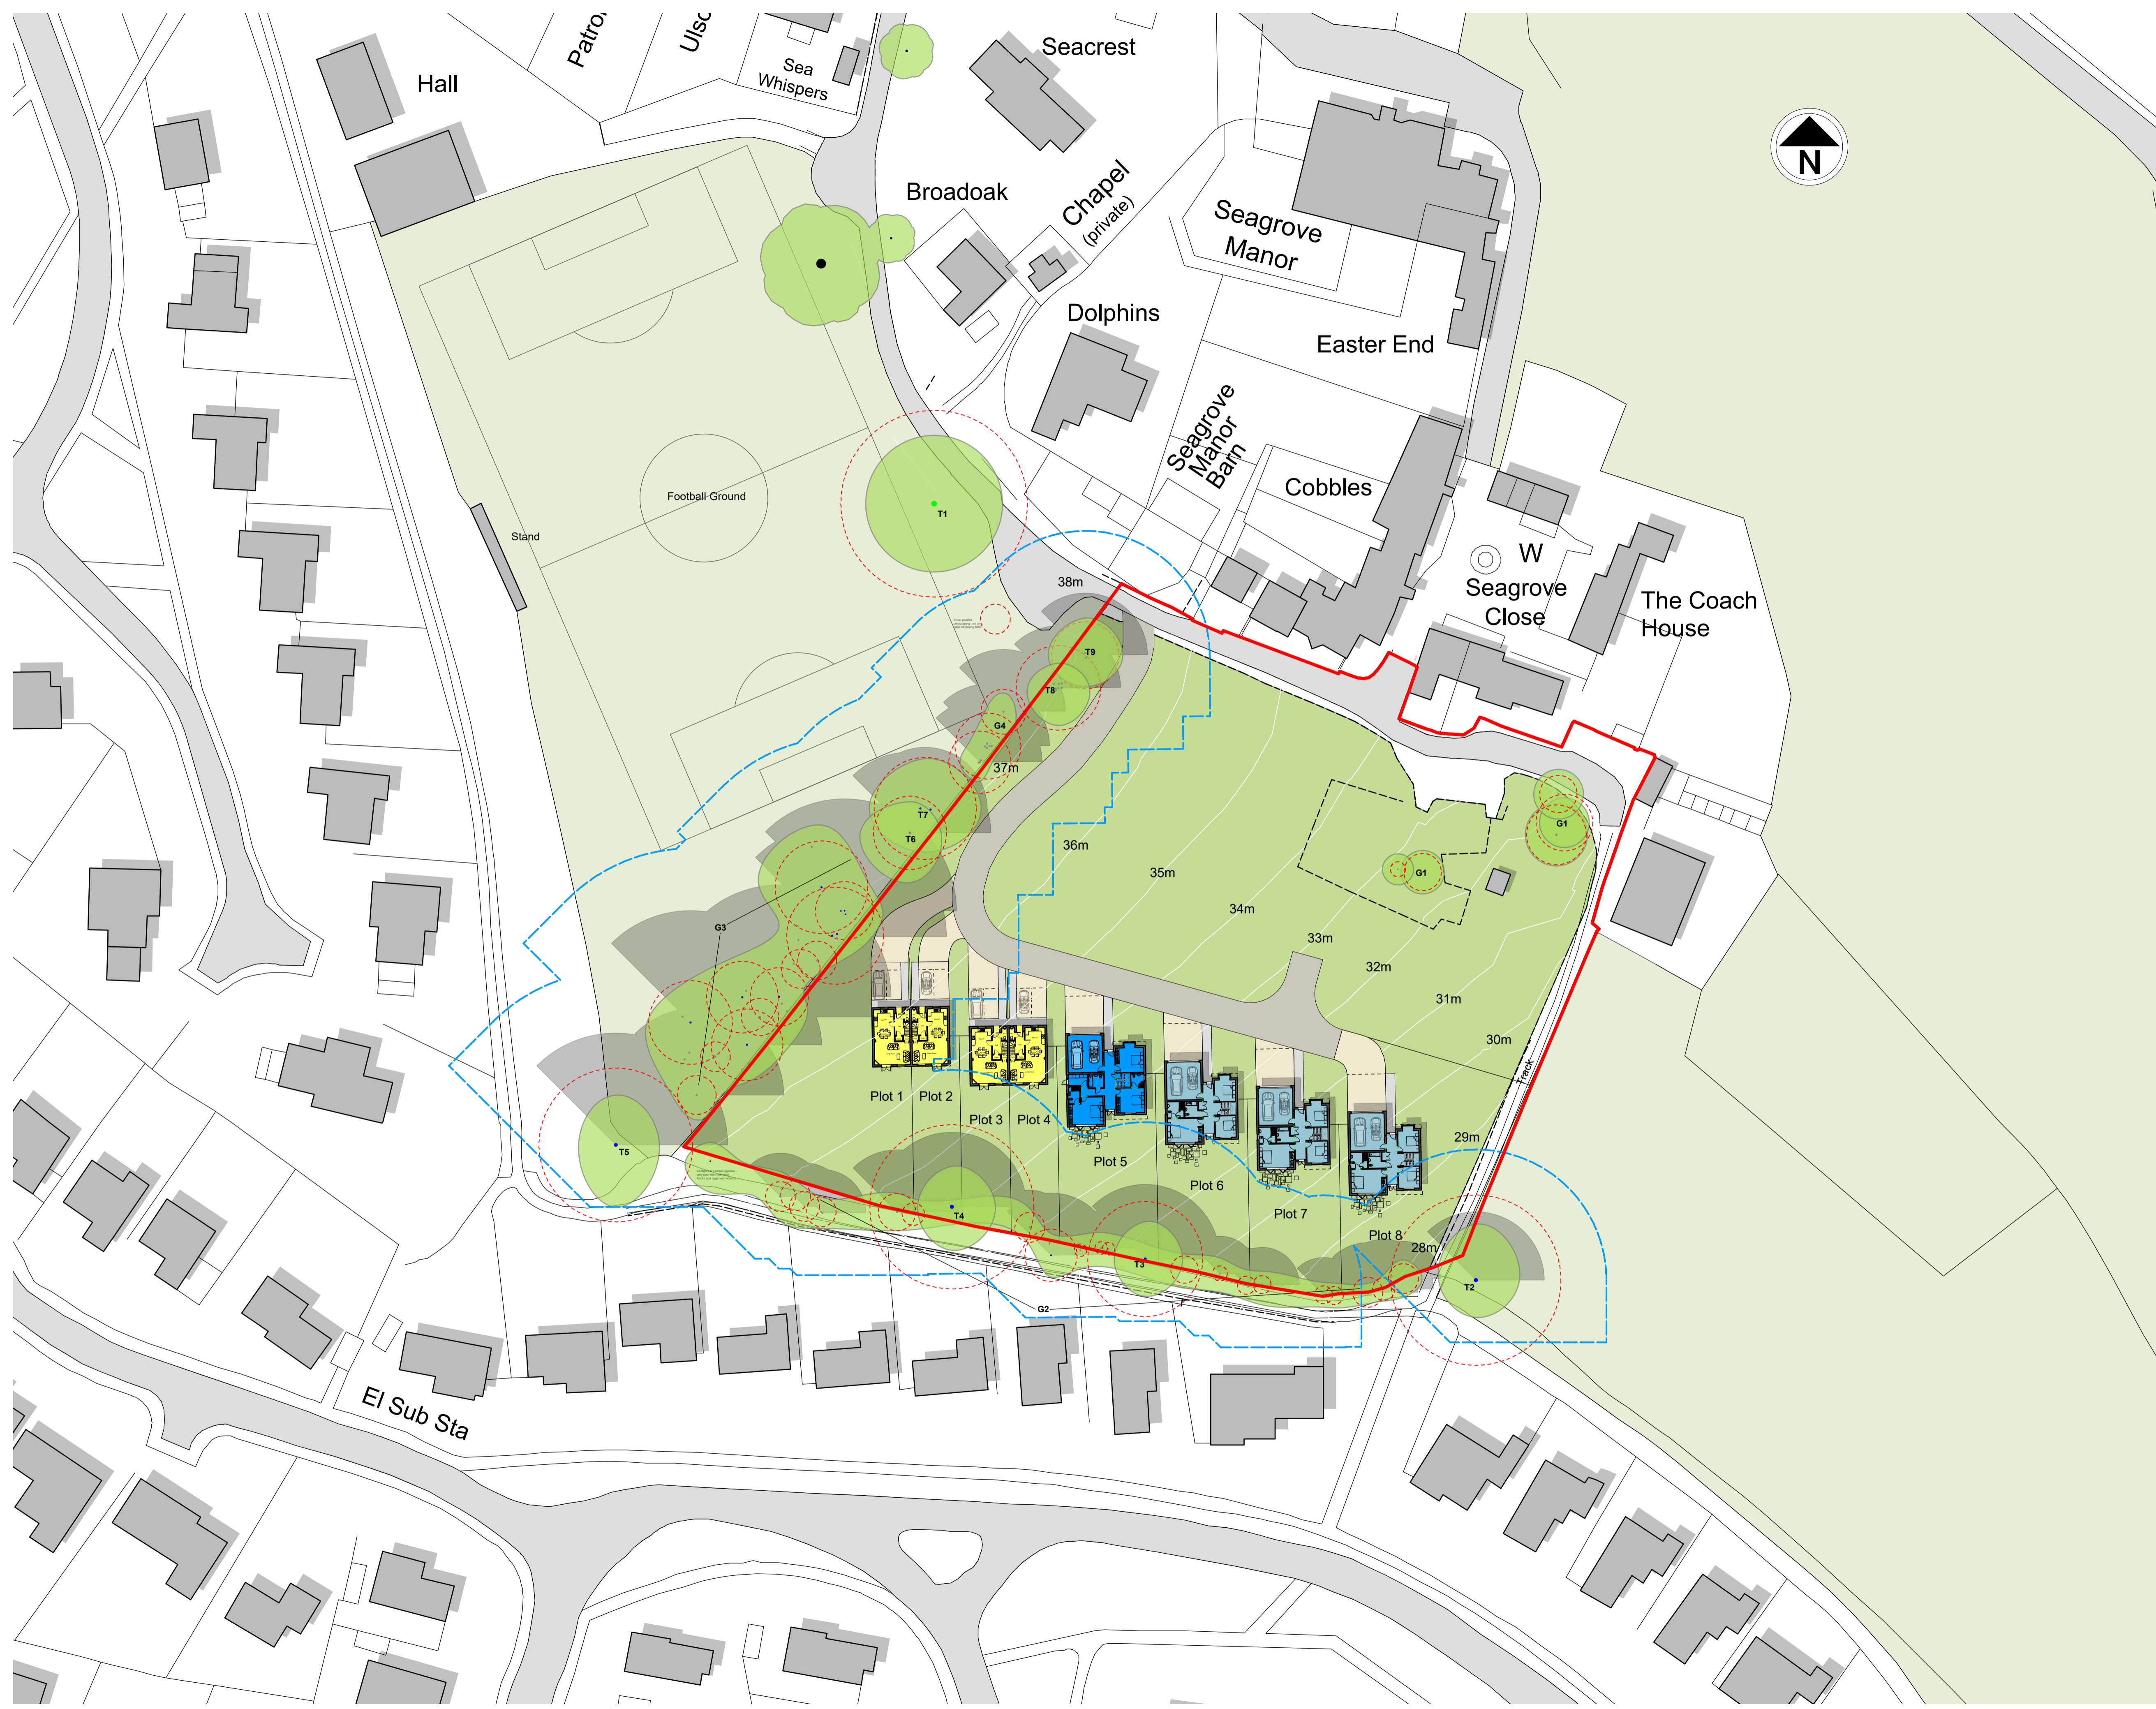 Hall
Sea
Whispers
Seacrest
N
Broadoak
Chapel
(private)
Seagrove
Manor
Dolphins
Easter End
Seagrove
Manor
Barn
Cobbles
Football Ground
T1
Stand
W
Seagrove
Close
The Coach
House
38m
T9
T8
G4
37m
T7
T6
36m
35m
34m
33m
32m
31m
30m
29m
28m
G1
G1
G3
Track
Plot 1
Plot 2
Plot 3
Plot 4
Plot 5
Plot 6
Plot 7
Plot 8
T5
T4
T3
T2
G2
El Sub Sta